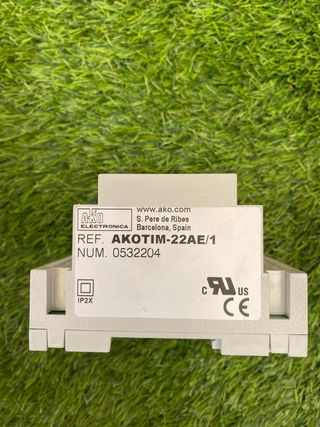 AKO
ELECTRONICA
www.ako.com
S. Pere de Ribes
Barcelona, Spain
REF. AKOTIM-22AE/1
NUM. 0532204
IP2X
C RU US
CE